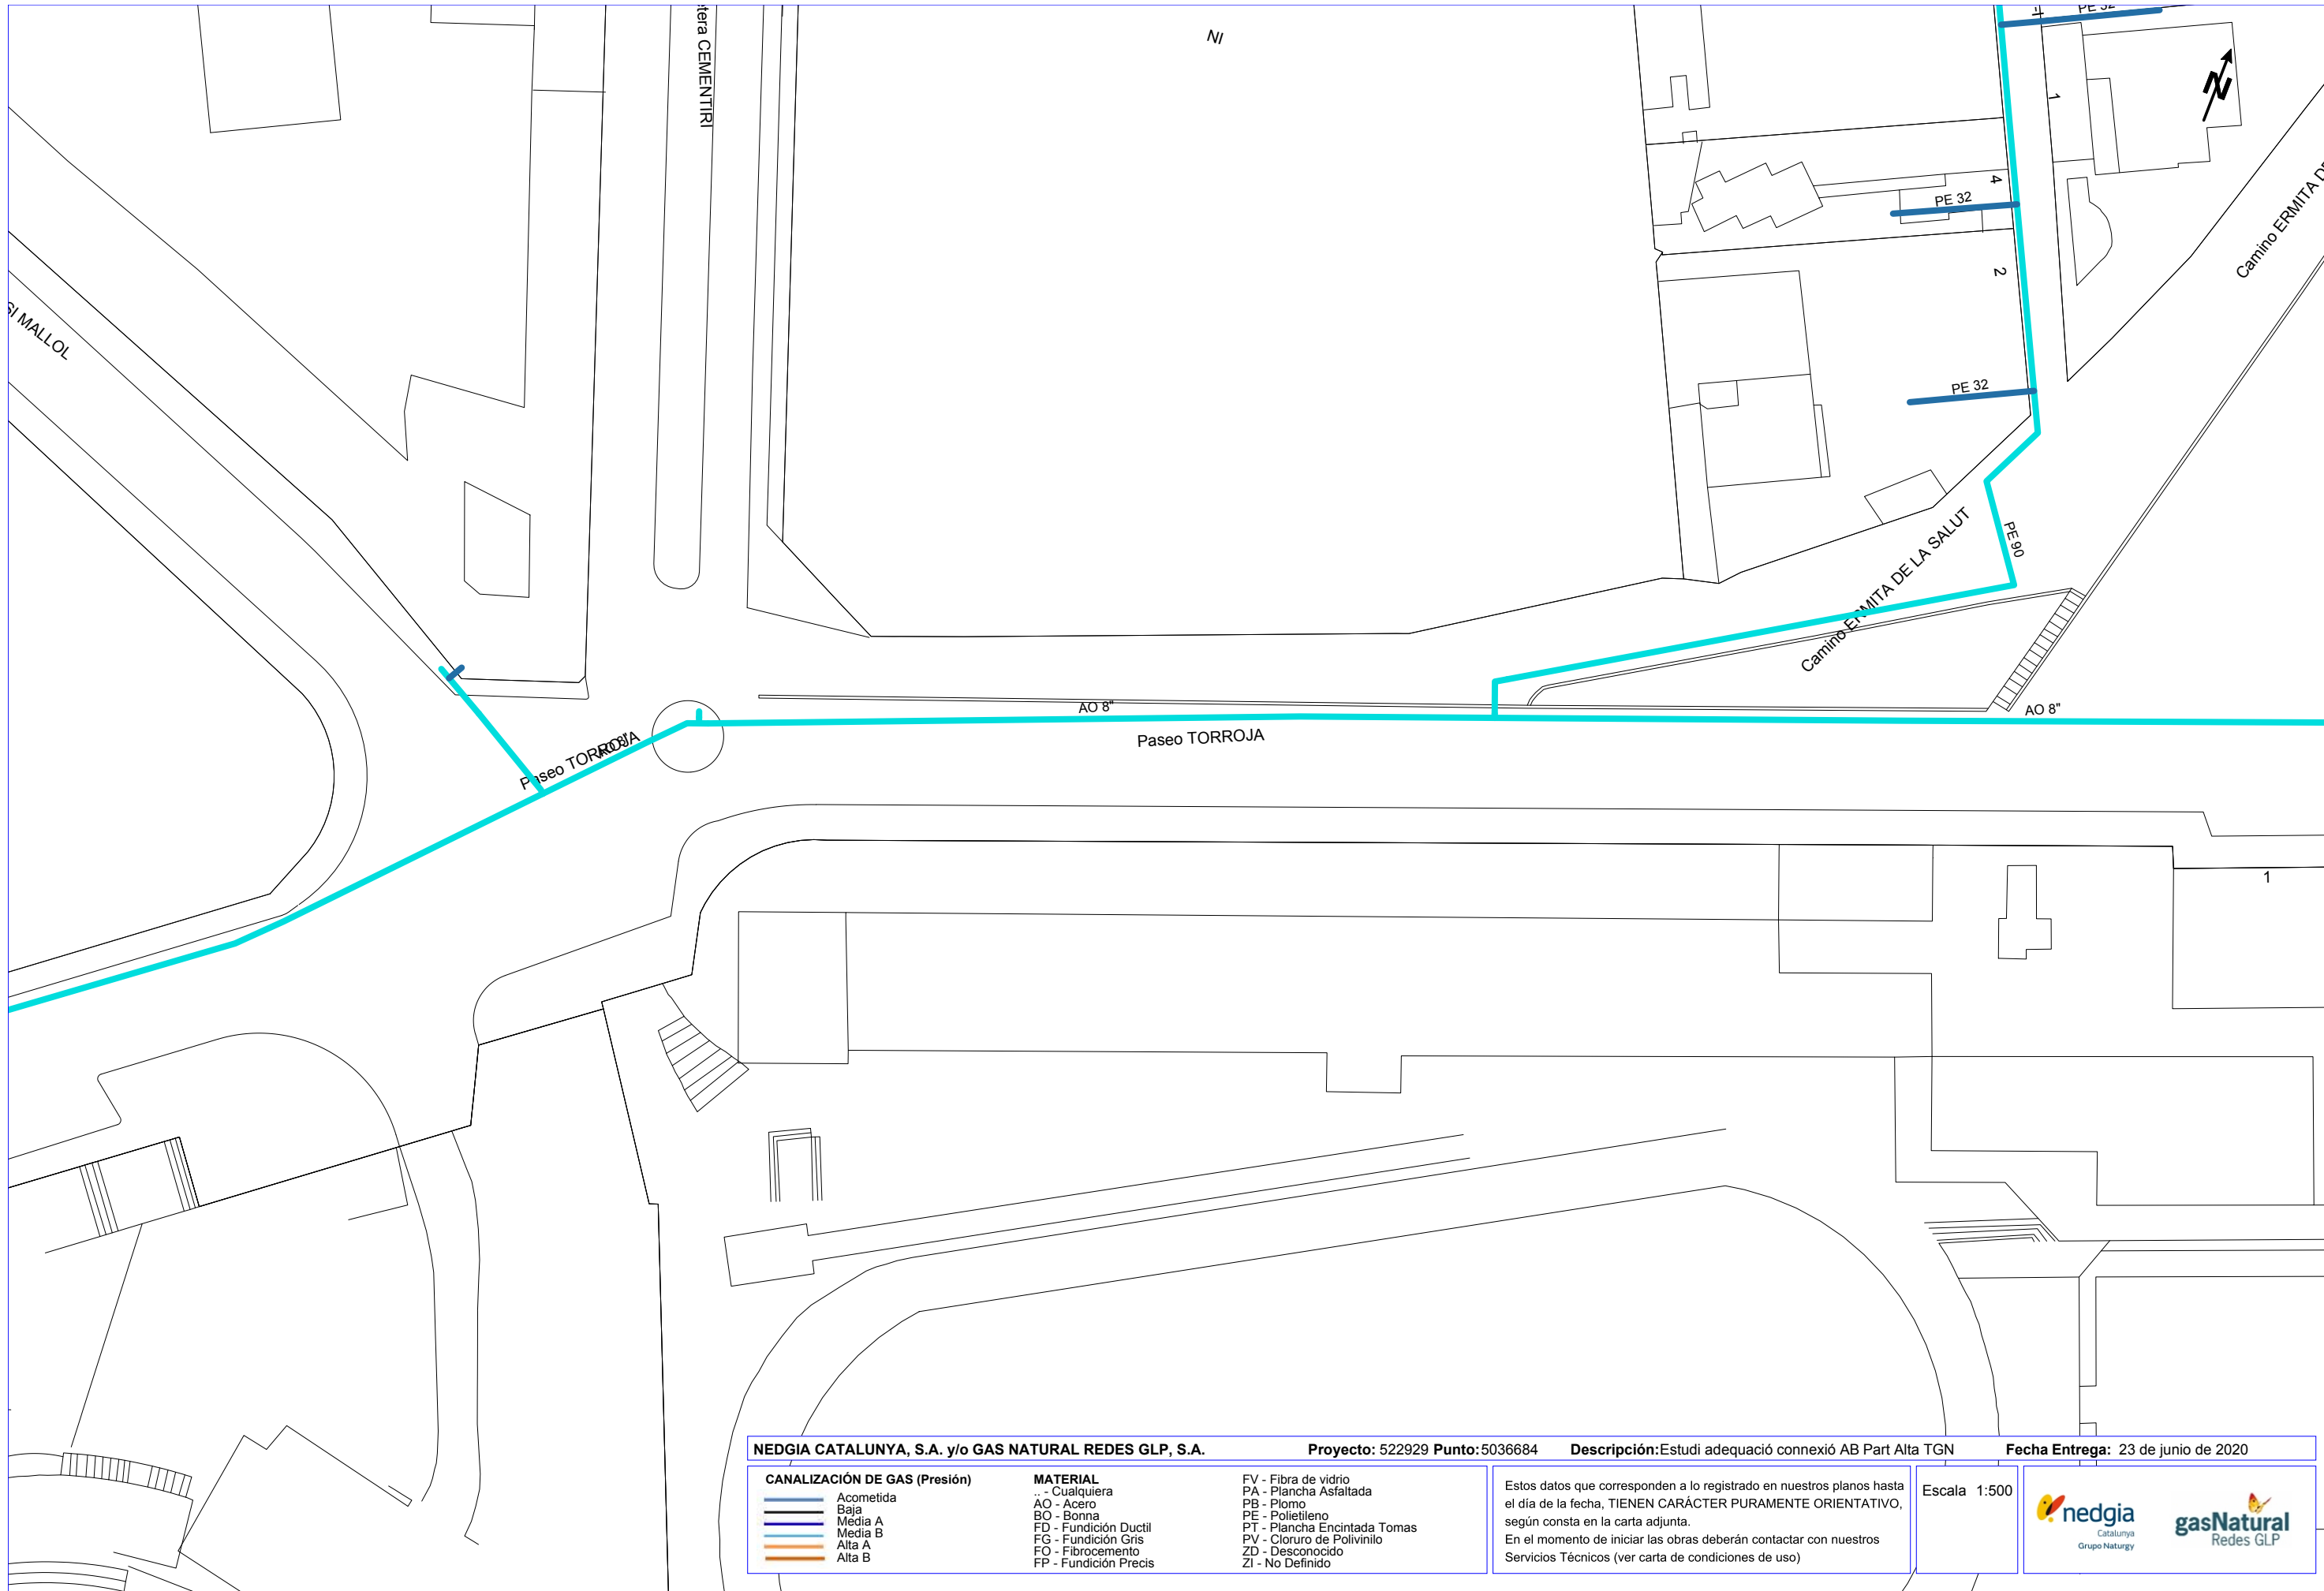 etera CEMENTIRI
NI
PE 32
1
N
4
PE 32
Camino ERMITA DE
2
SI MALLOL
PE 32
PE 90
Camino ERMITA DE LA SALUT
AO 8"
AO 8"
Paseo TORROJA
AO 8"
Paseo TORROJA
1
NEDGIA CATALUNYA, S.A. y/o GAS NATURAL REDES GLP, S.A. Proyecto: 522929 Punto:5036684 Descripción:Estudi adequació connexió AB Part Alta TGN Fecha Entrega: 23 de junio de 2020
CANALIZACIÓN DE GAS (Presión)
Acometida
Baja
Media A
Media B
Alta A
Alta B
MATERIAL
.. - Cualquiera
AO - Acero
BO - Bonna
FD - Fundición Ductil
FG - Fundición Gris
FO - Fibrocemento
FP - Fundición Precis
FV - Fibra de vidrio
PA - Plancha Asfaltada
PB - Plomo
PE - Polietileno
PT - Plancha Encintada Tomas
PV - Cloruro de Polivinilo
ZD - Desconocido
ZI - No Definido
Estos datos que corresponden a lo registrado en nuestros planos hasta
el día de la fecha, TIENEN CARÁCTER PURAMENTE ORIENTATIVO,
según consta en la carta adjunta.
En el momento de iniciar las obras deberán contactar con nuestros
Servicios Técnicos (ver carta de condiciones de uso)
Escala 1:500
nedgia
Catalunya
Grupo Naturgy
gasNatural
Redes GLP